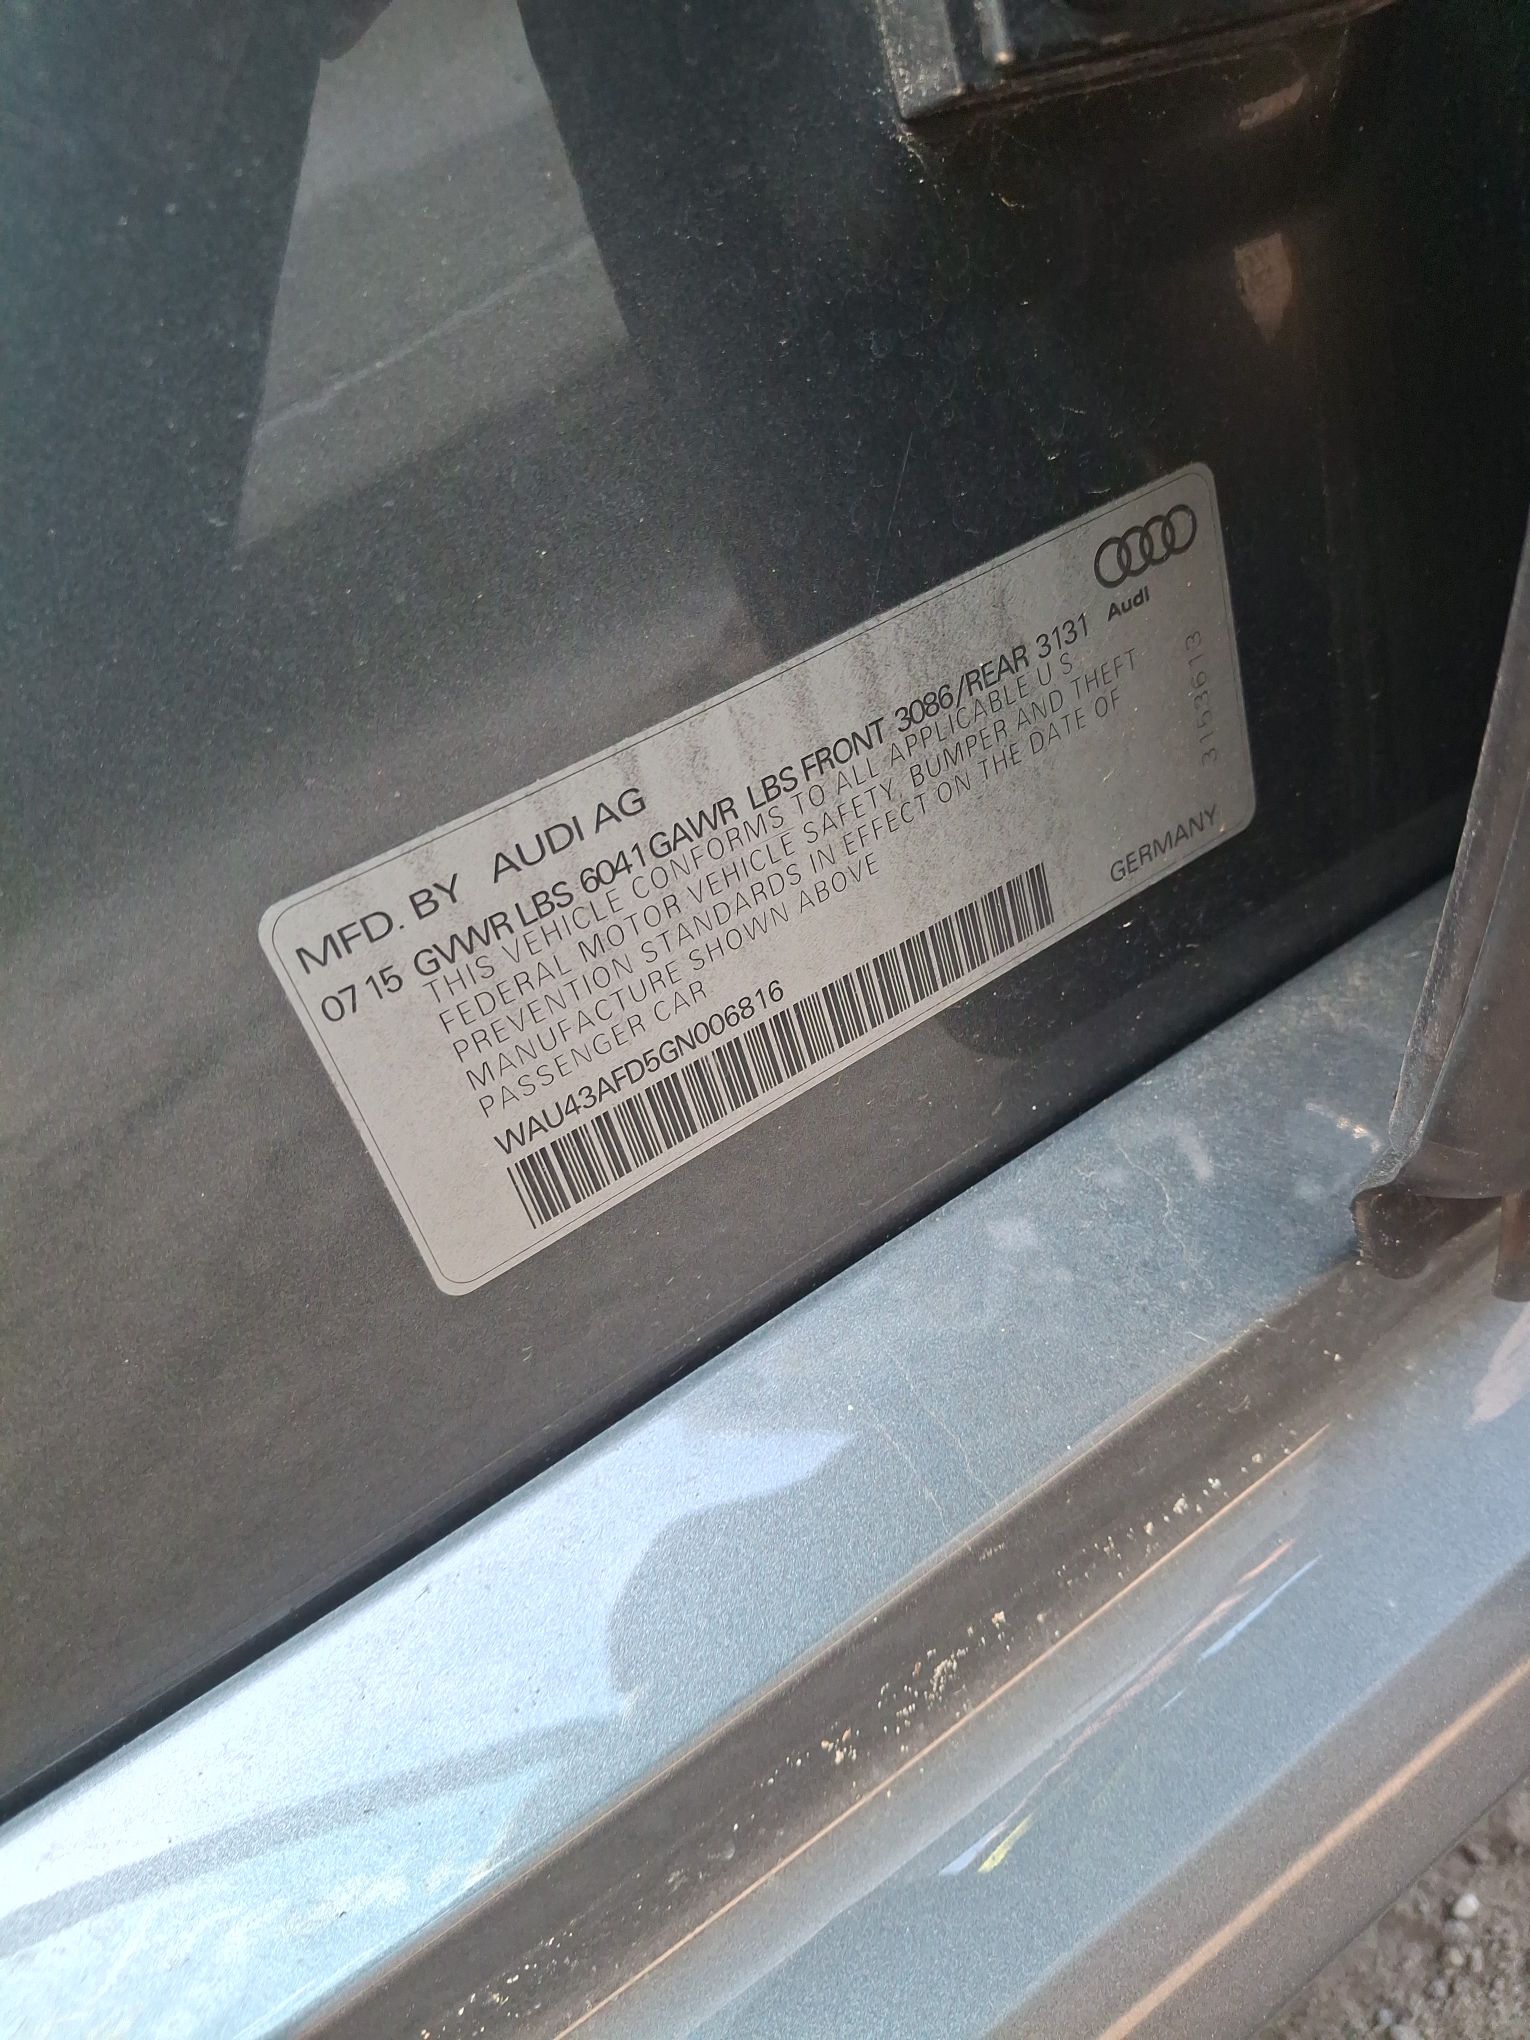 Audi
MFD. BY AUDI AG
07 15 GVWR LBS 6041 GAWR LBS FRONT 3086/REAR 3131
THIS VEHICLE CONFORMS TO ALL APPLICABLE U S
FEDERAL MOTOR VEHICLE SAFETY, BUMPER AND THEFT
PREVENTION STANDARDS IN EFFECT ON THE DATE OF
MANUFACTURE SHOWN ABOVE
PASSENGER CAR
WAU43AFD5GN006816
GERMANY
3153613